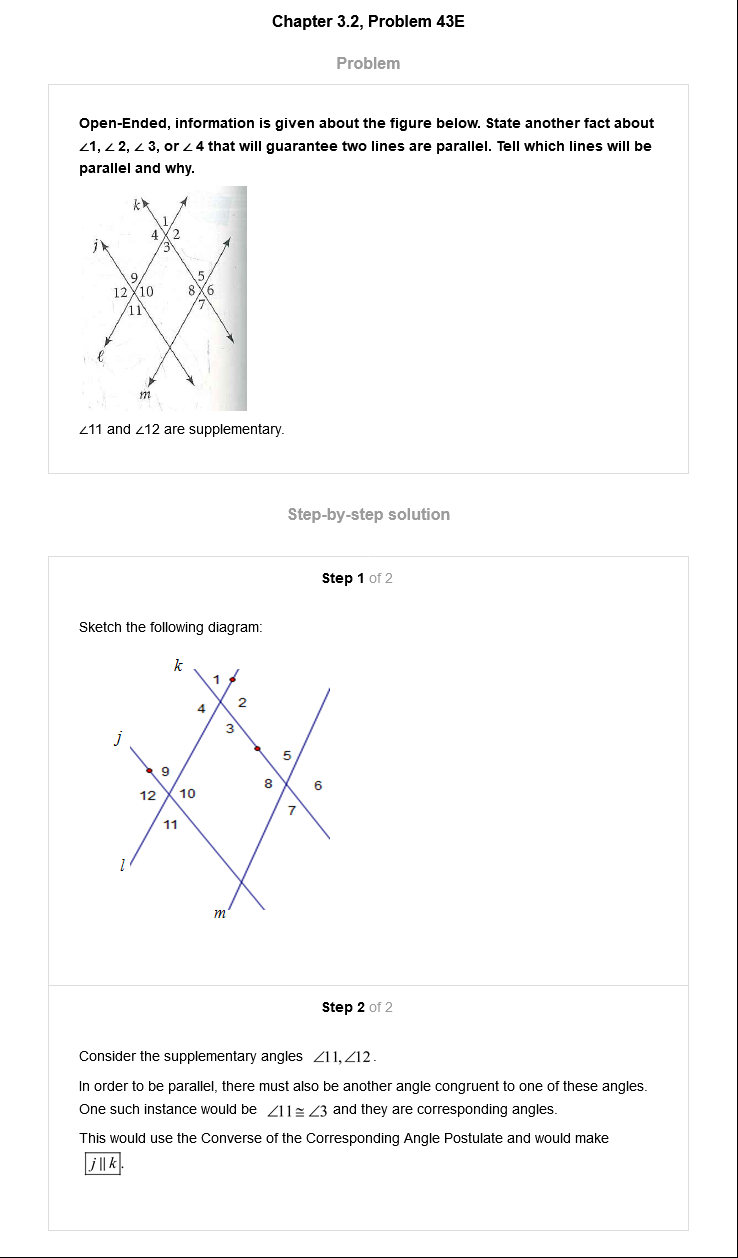 Chapter 3.2, Problem 43E
Problem
Open-Ended, information is given about the figure below. State another fact about
∠1, ∠ 2, ∠ 3, or ∠ 4 that will guarantee two lines are parallel. Tell which lines will be
parallel and why.
k
1
4 2
3
j
9
5
12 10
8 6
11
7
ℓ
m
∠11 and ∠12 are supplementary.
Step-by-step solution
Step 1 of 2
Sketch the following diagram:
k
1
4
2
3
j
5
9
8
6
12
10
7
11
l
m
Step 2 of 2
Consider the supplementary angles ∠11,∠12.
In order to be parallel, there must also be another angle congruent to one of these angles.
One such instance would be ∠11≅∠3 and they are corresponding angles.
This would use the Converse of the Corresponding Angle Postulate and would make
j || k.